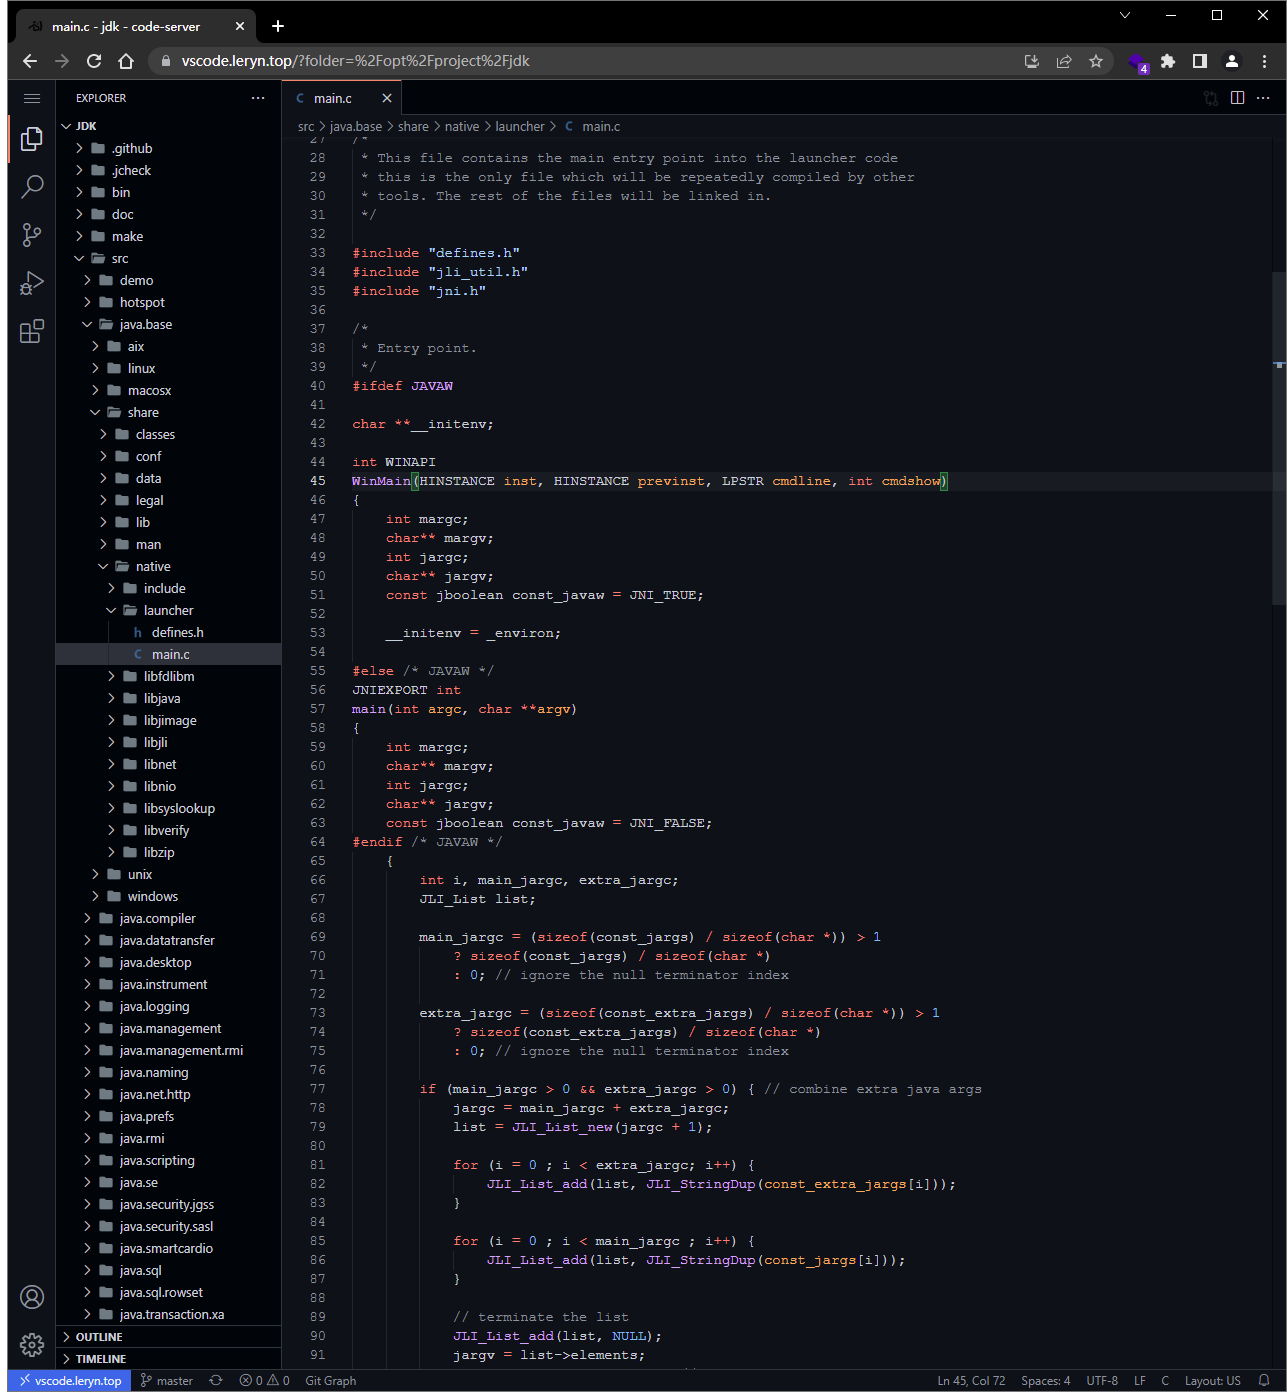 main.c - jdk - code-server
vscode.leryn.top/?folder=%2Fopt%2Fproject%2Fjdk
4
EXPLORER
JDK
.github
.jcheck
bin
doc
make
src
demo
hotspot
java.base
aix
linux
macosx
share
classes
conf
data
legal
lib
man
native
include
launcher
h defines.h
C main.c
libfdlibm
libjava
libjimage
libjli
libnet
libnio
libsyslookup
libverify
libzip
unix
windows
java.compiler
java.datatransfer
java.desktop
java.instrument
java.logging
java.management
java.management.rmi
java.naming
java.net.http
java.prefs
java.rmi
java.scripting
java.se
java.security.jgss
java.security.sasl
java.smartcardio
java.sql
java.sql.rowset
java.transaction.xa
OUTLINE
TIMELINE
C main.c
src > java.base > share > native > launcher > C main.c
27 /*
28  * This file contains the main entry point into the launcher code
29  * this is the only file which will be repeatedly compiled by other
30  * tools. The rest of the files will be linked in.
31  */
32
33 #include "defines.h"
34 #include "jli_util.h"
35 #include "jni.h"
36
37 /*
38  * Entry point.
39  */
40 #ifdef JAVAW
41
42 char **__initenv;
43
44 int WINAPI
45 WinMain(HINSTANCE inst, HINSTANCE previnst, LPSTR cmdline, int cmdshow)
46 {
47     int margc;
48     char** margv;
49     int jargc;
50     char** jargv;
51     const jboolean const_javaw = JNI_TRUE;
52
53     __initenv = _environ;
54
55 #else /* JAVAW */
56 JNIEXPORT int
57 main(int argc, char **argv)
58 {
59     int margc;
60     char** margv;
61     int jargc;
62     char** jargv;
63     const jboolean const_javaw = JNI_FALSE;
64 #endif /* JAVAW */
65     {
66         int i, main_jargc, extra_jargc;
67         JLI_List list;
68
69         main_jargc = (sizeof(const_jargs) / sizeof(char *)) > 1
70             ? sizeof(const_jargs) / sizeof(char *)
71             : 0; // ignore the null terminator index
72
73         extra_jargc = (sizeof(const_extra_jargs) / sizeof(char *)) > 1
74             ? sizeof(const_extra_jargs) / sizeof(char *)
75             : 0; // ignore the null terminator index
76
77         if (main_jargc > 0 && extra_jargc > 0) { // combine extra java args
78             jargc = main_jargc + extra_jargc;
79             list = JLI_List_new(jargc + 1);
80
81             for (i = 0 ; i < extra_jargc; i++) {
82                 JLI_List_add(list, JLI_StringDup(const_extra_jargs[i]));
83             }
84
85             for (i = 0 ; i < main_jargc ; i++) {
86                 JLI_List_add(list, JLI_StringDup(const_jargs[i]));
87             }
88
89             // terminate the list
90             JLI_List_add(list, NULL);
91             jargv = list->elements;
vscode.leryn.top master 0 0 Git Graph Ln 45, Col 72 Spaces: 4 UTF-8 LF C Layout: US